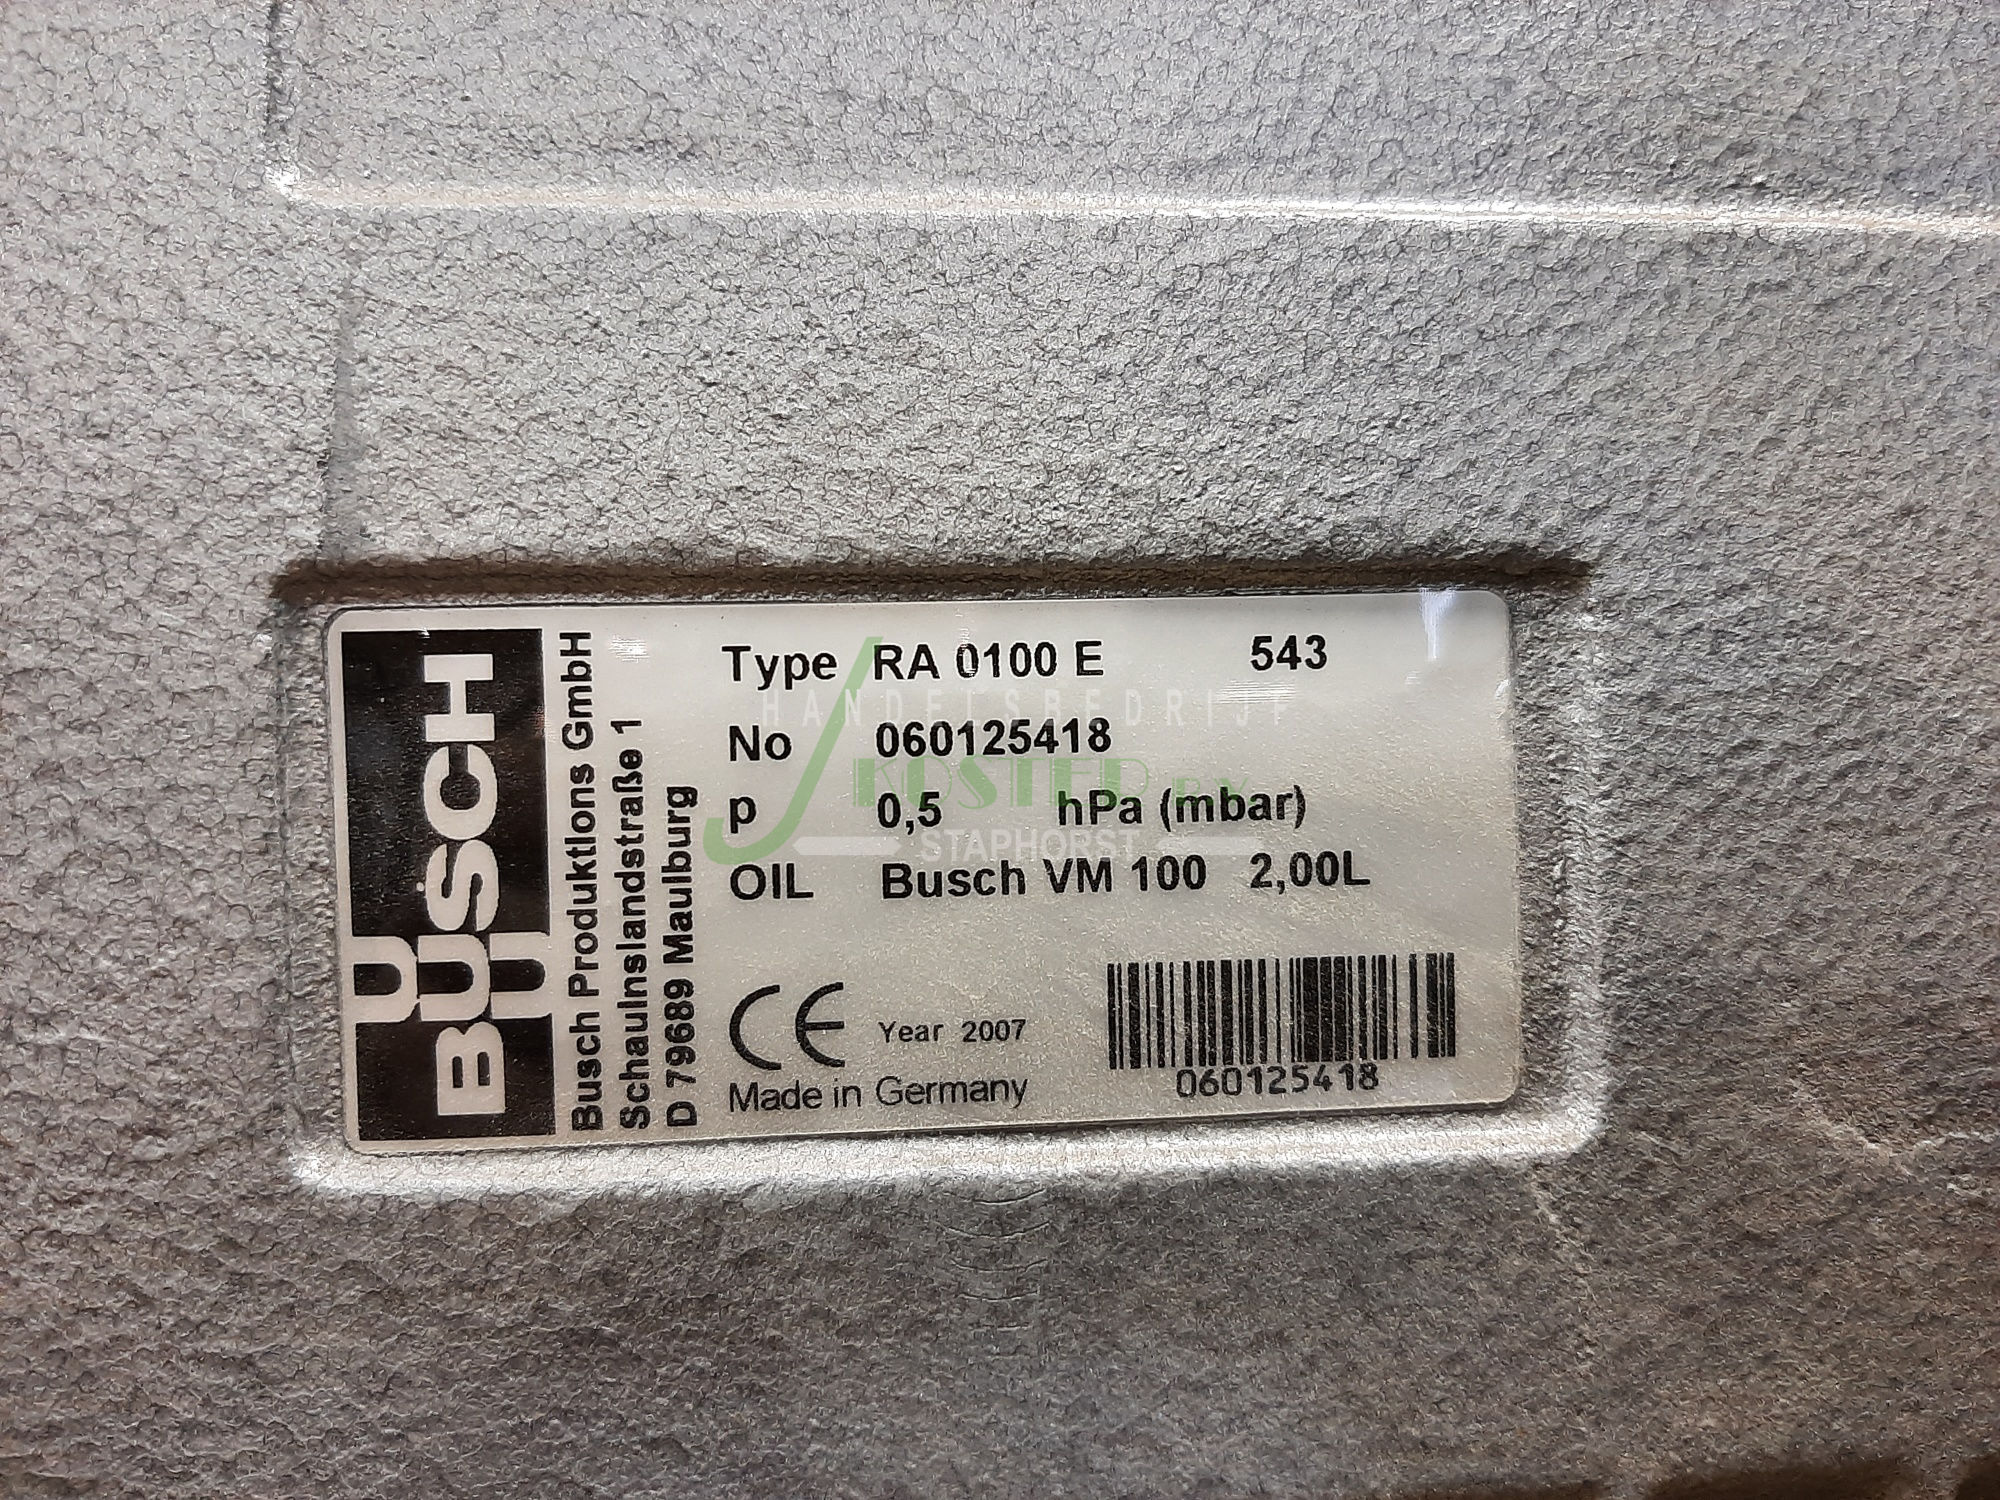 BUSCH
Busch Produktions GmbH
Schauinslandstraße 1
D 79689 Maulburg
Type RA 0100 E 543
No 060125418
p 0,5 hPa (mbar)
OIL Busch VM 100 2,00L
CE Year 2007
Made in Germany
060125418
HANDELSBEDRIJF
J KOSTER B.V.
STAPHORST